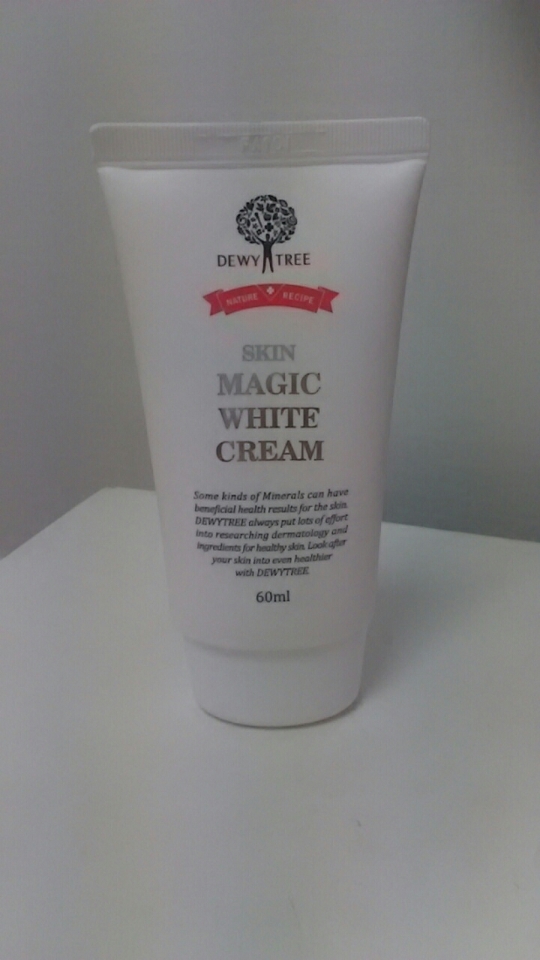 DEWY TREE
NATURE RECIPE
SKIN
MAGIC
WHITE
CREAM
Some kinds of Minerals can have
beneficial health results for the skin.
DEWYTREE always put lots of effort
into researching dermatology and
ingredients for healthy skin. Look after
your skin into even healthier
with DEWYTREE.
60ml